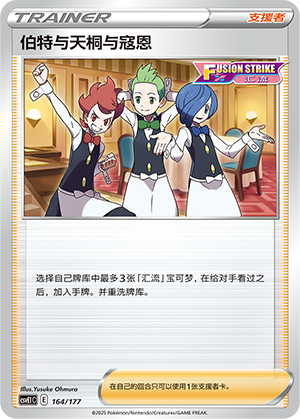 TRAINER 支援者
伯特与天桐与寇恩
FUSION STRIKE
汇流
选择自己牌库中最多3张「汇流」宝可梦,在给对手看过之
后,加入手牌。并重洗牌库。
Illus.Yusuke Ohmura
E 164/177
在自己的回合只可以使用1张支援者卡。
©2025 Pokémon/Nintendo/Creatures/GAME FREAK.